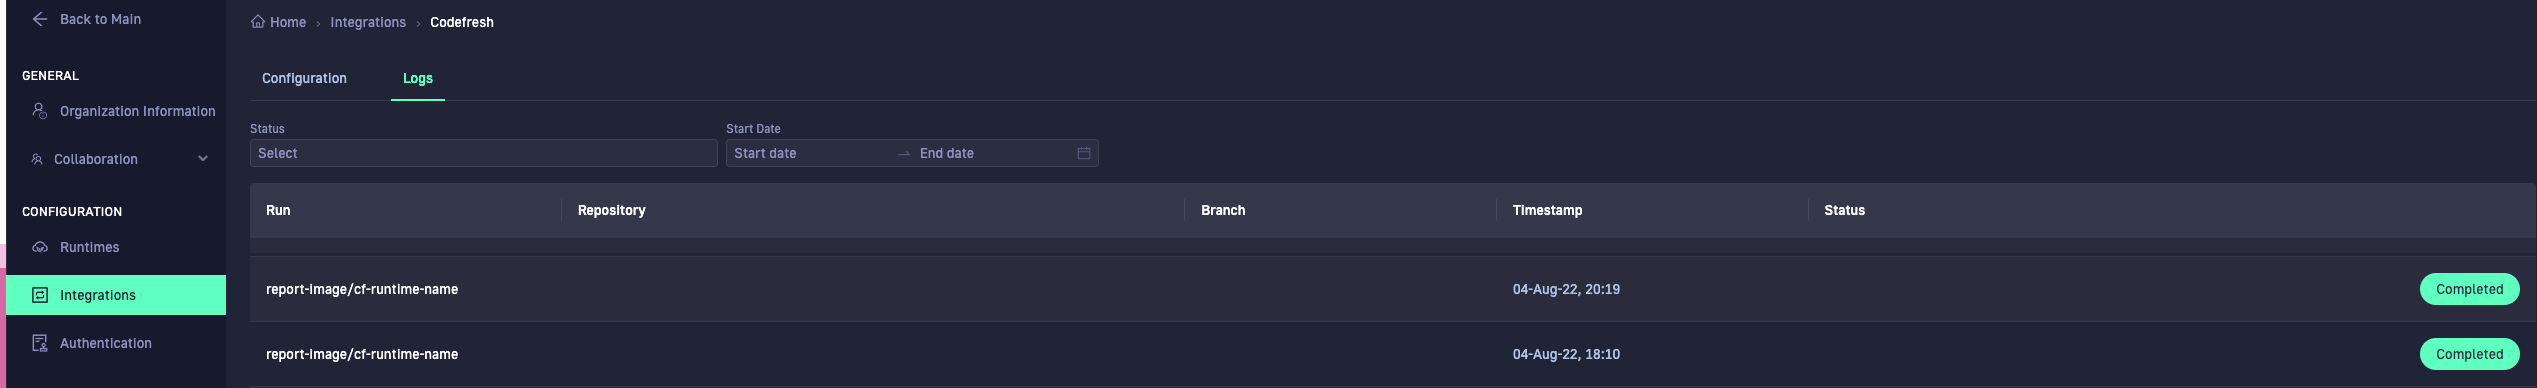 Back to Main
GENERAL
Organization Information
Collaboration
CONFIGURATION
Runtimes
Integrations
Authentication
Home › Integrations › Codefresh
Configuration Logs
Status Start Date
Select Start date → End date
Run Repository Branch Timestamp Status
report-image/cf-runtime-name 04-Aug-22, 20:19 Completed
report-image/cf-runtime-name 04-Aug-22, 18:10 Completed